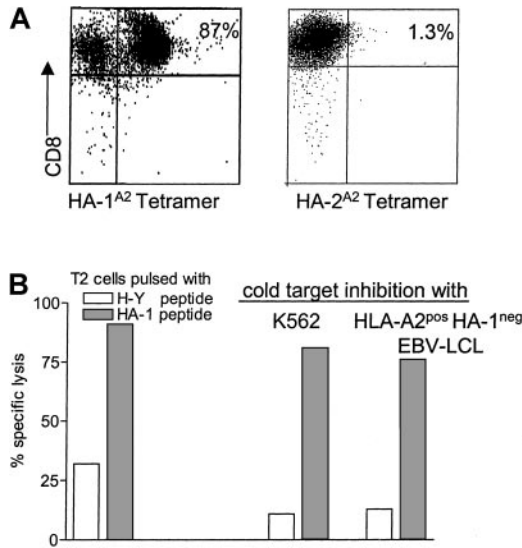 A
87%
1.3%
CD8
HA-1A2 Tetramer
HA-2A2 Tetramer
B
T2 cells pulsed with
H-Y peptide
HA-1 peptide
cold target inhibition with
K562
HLA-A2pos HA-1neg
EBV-LCL
% specific lysis
100
75
50
25
0